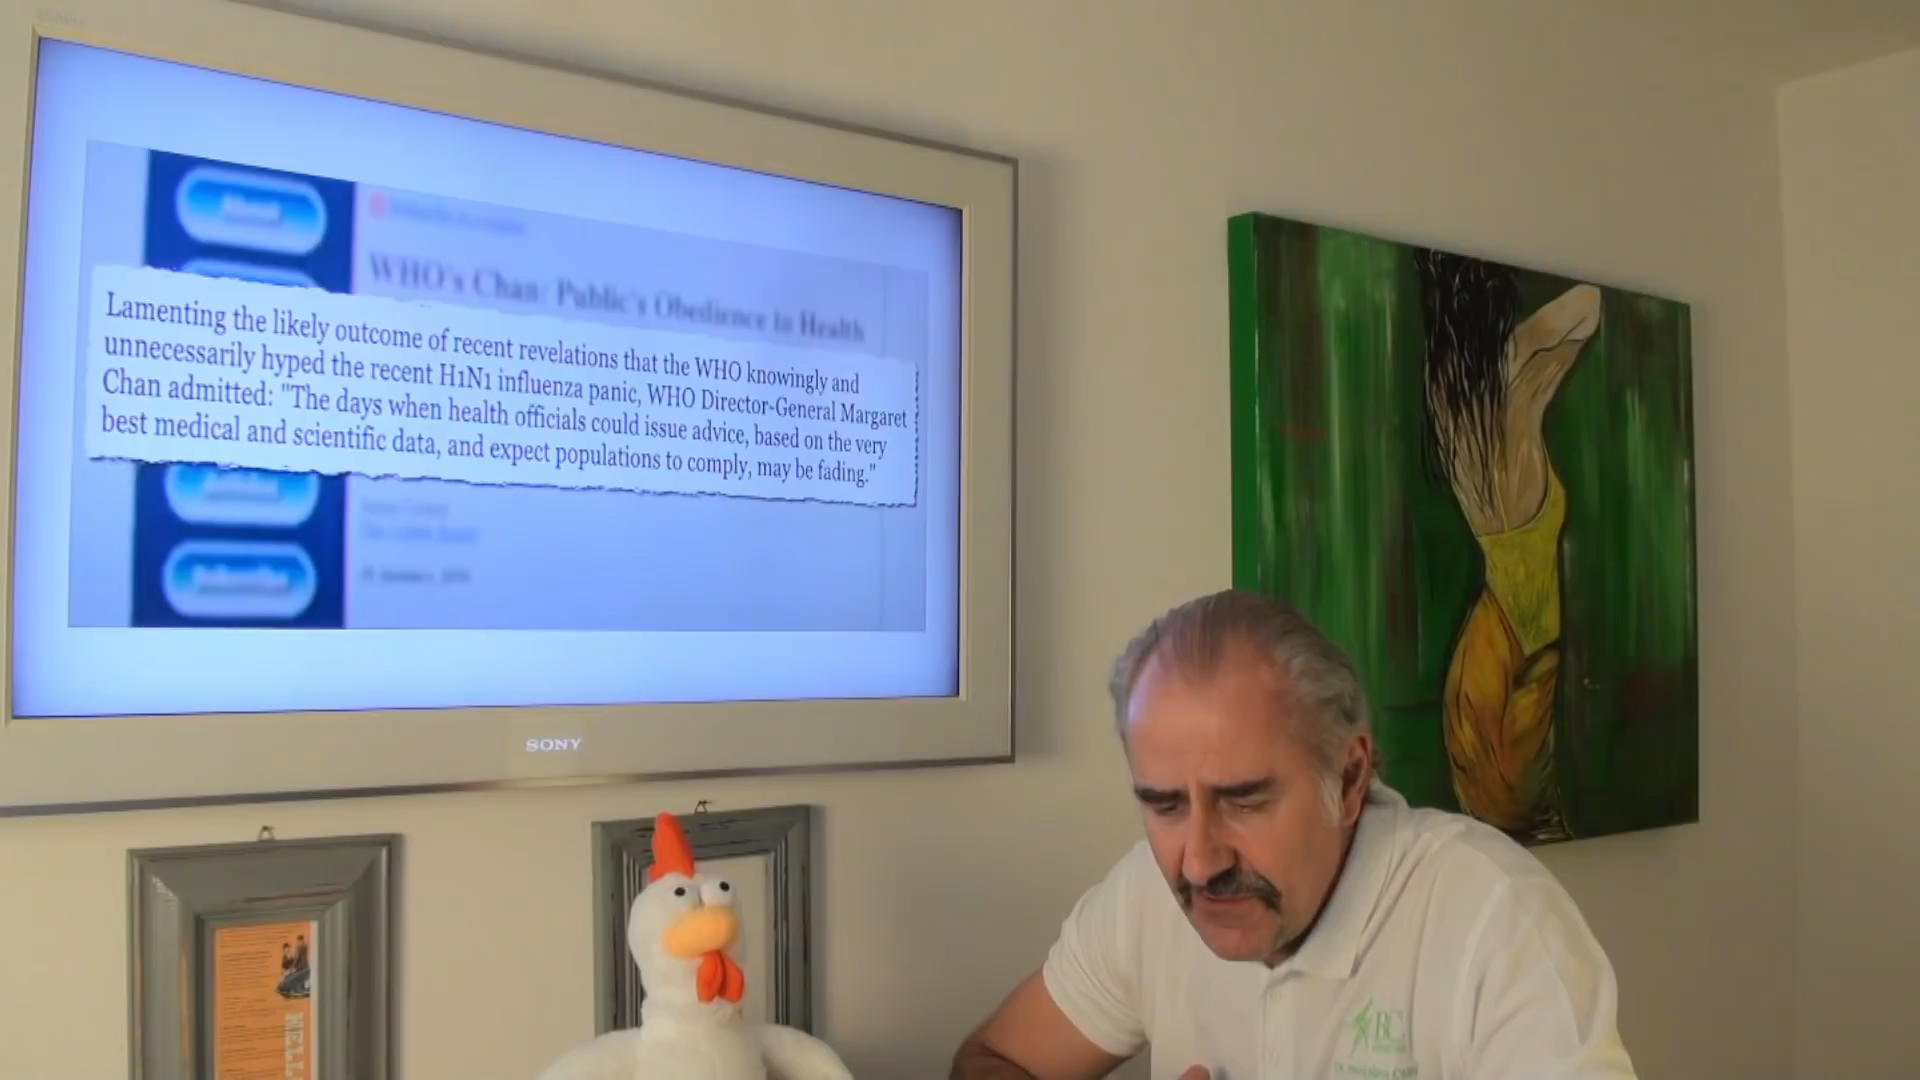 WHO's Chan: Public's Obedience in Health
Lamenting the likely outcome of recent revelations that the WHO knowingly and
unnecessarily hyped the recent H1N1 influenza panic, WHO Director-General Margaret
Chan admitted: "The days when health officials could issue advice, based on the very
best medical and scientific data, and expect populations to comply, may be fading."
Subscribe
SONY